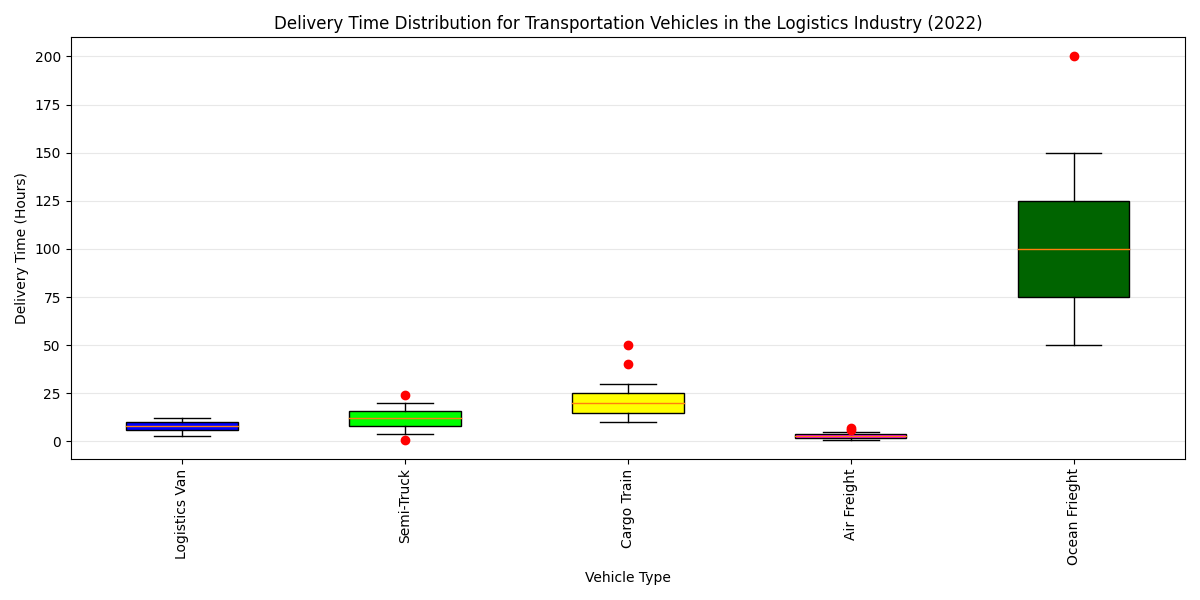 Delivery Time Distribution for Transportation Vehicles in the Logistics Industry (2022)
Delivery Time (Hours)
200
175
150
125
100
75
50
25
0
Logistics Van
Semi-Truck
Cargo Train
Air Freight
Ocean Frieght
Vehicle Type